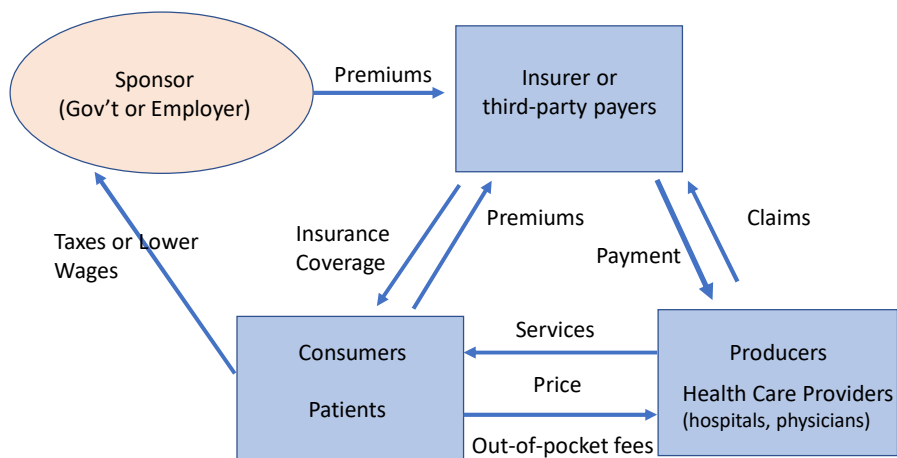 Sponsor
(Gov't or Employer)
Premiums
Insurer or
third-party payers
Taxes or Lower
Wages
Insurance
Coverage
Premiums
Payment
Claims
Consumers
Patients
Services
Price
Out-of-pocket fees
Producers
Health Care Providers
(hospitals, physicians)